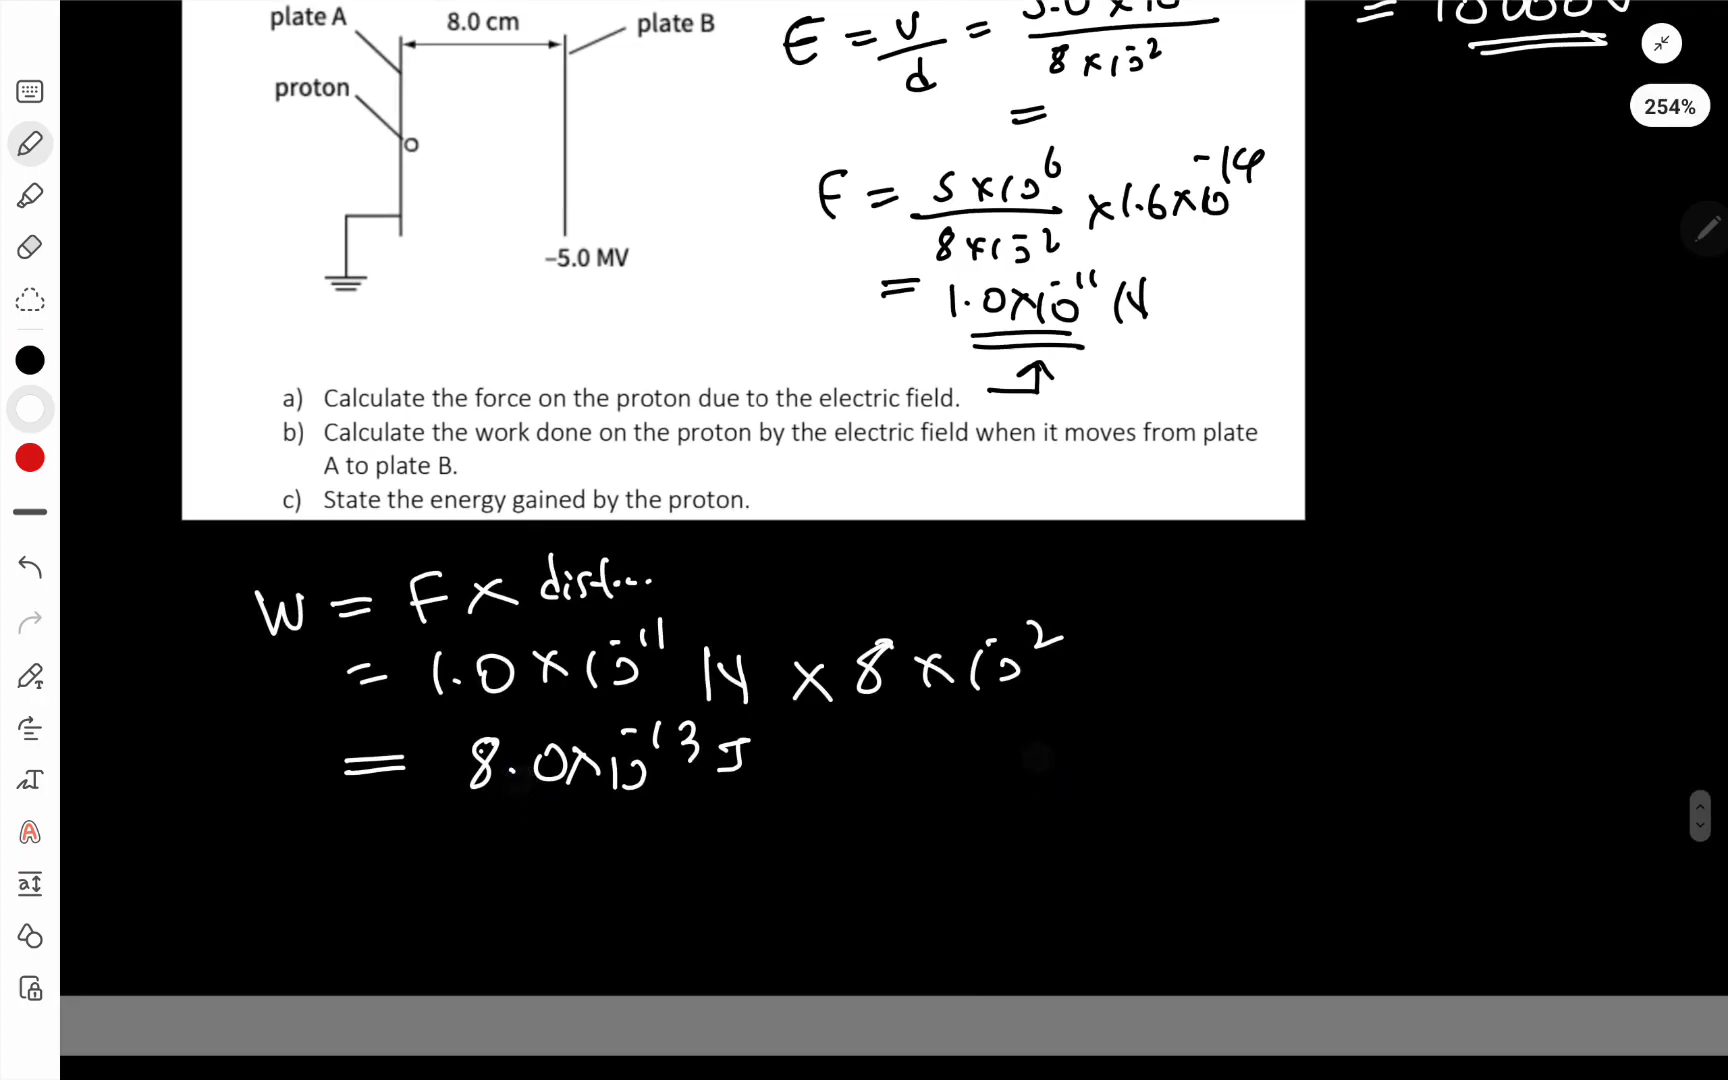 plate A
8.0 cm
plate B
proton
-5.0 MV
E = V/d = 5.0 × 10 / 8 × 10⁻²
=
F = 5 × 10⁶ / 8 × 10⁻² × 1.6 × 10⁻¹⁹
= 1.0 × 10⁻¹¹ N
254%
a) Calculate the force on the proton due to the electric field.
b) Calculate the work done on the proton by the electric field when it moves from plate
A to plate B.
c) State the energy gained by the proton.
W = F × dist...
= 1.0 × 10⁻¹¹ N × 8 × 10⁻²
= 8.0 × 10⁻¹³ J